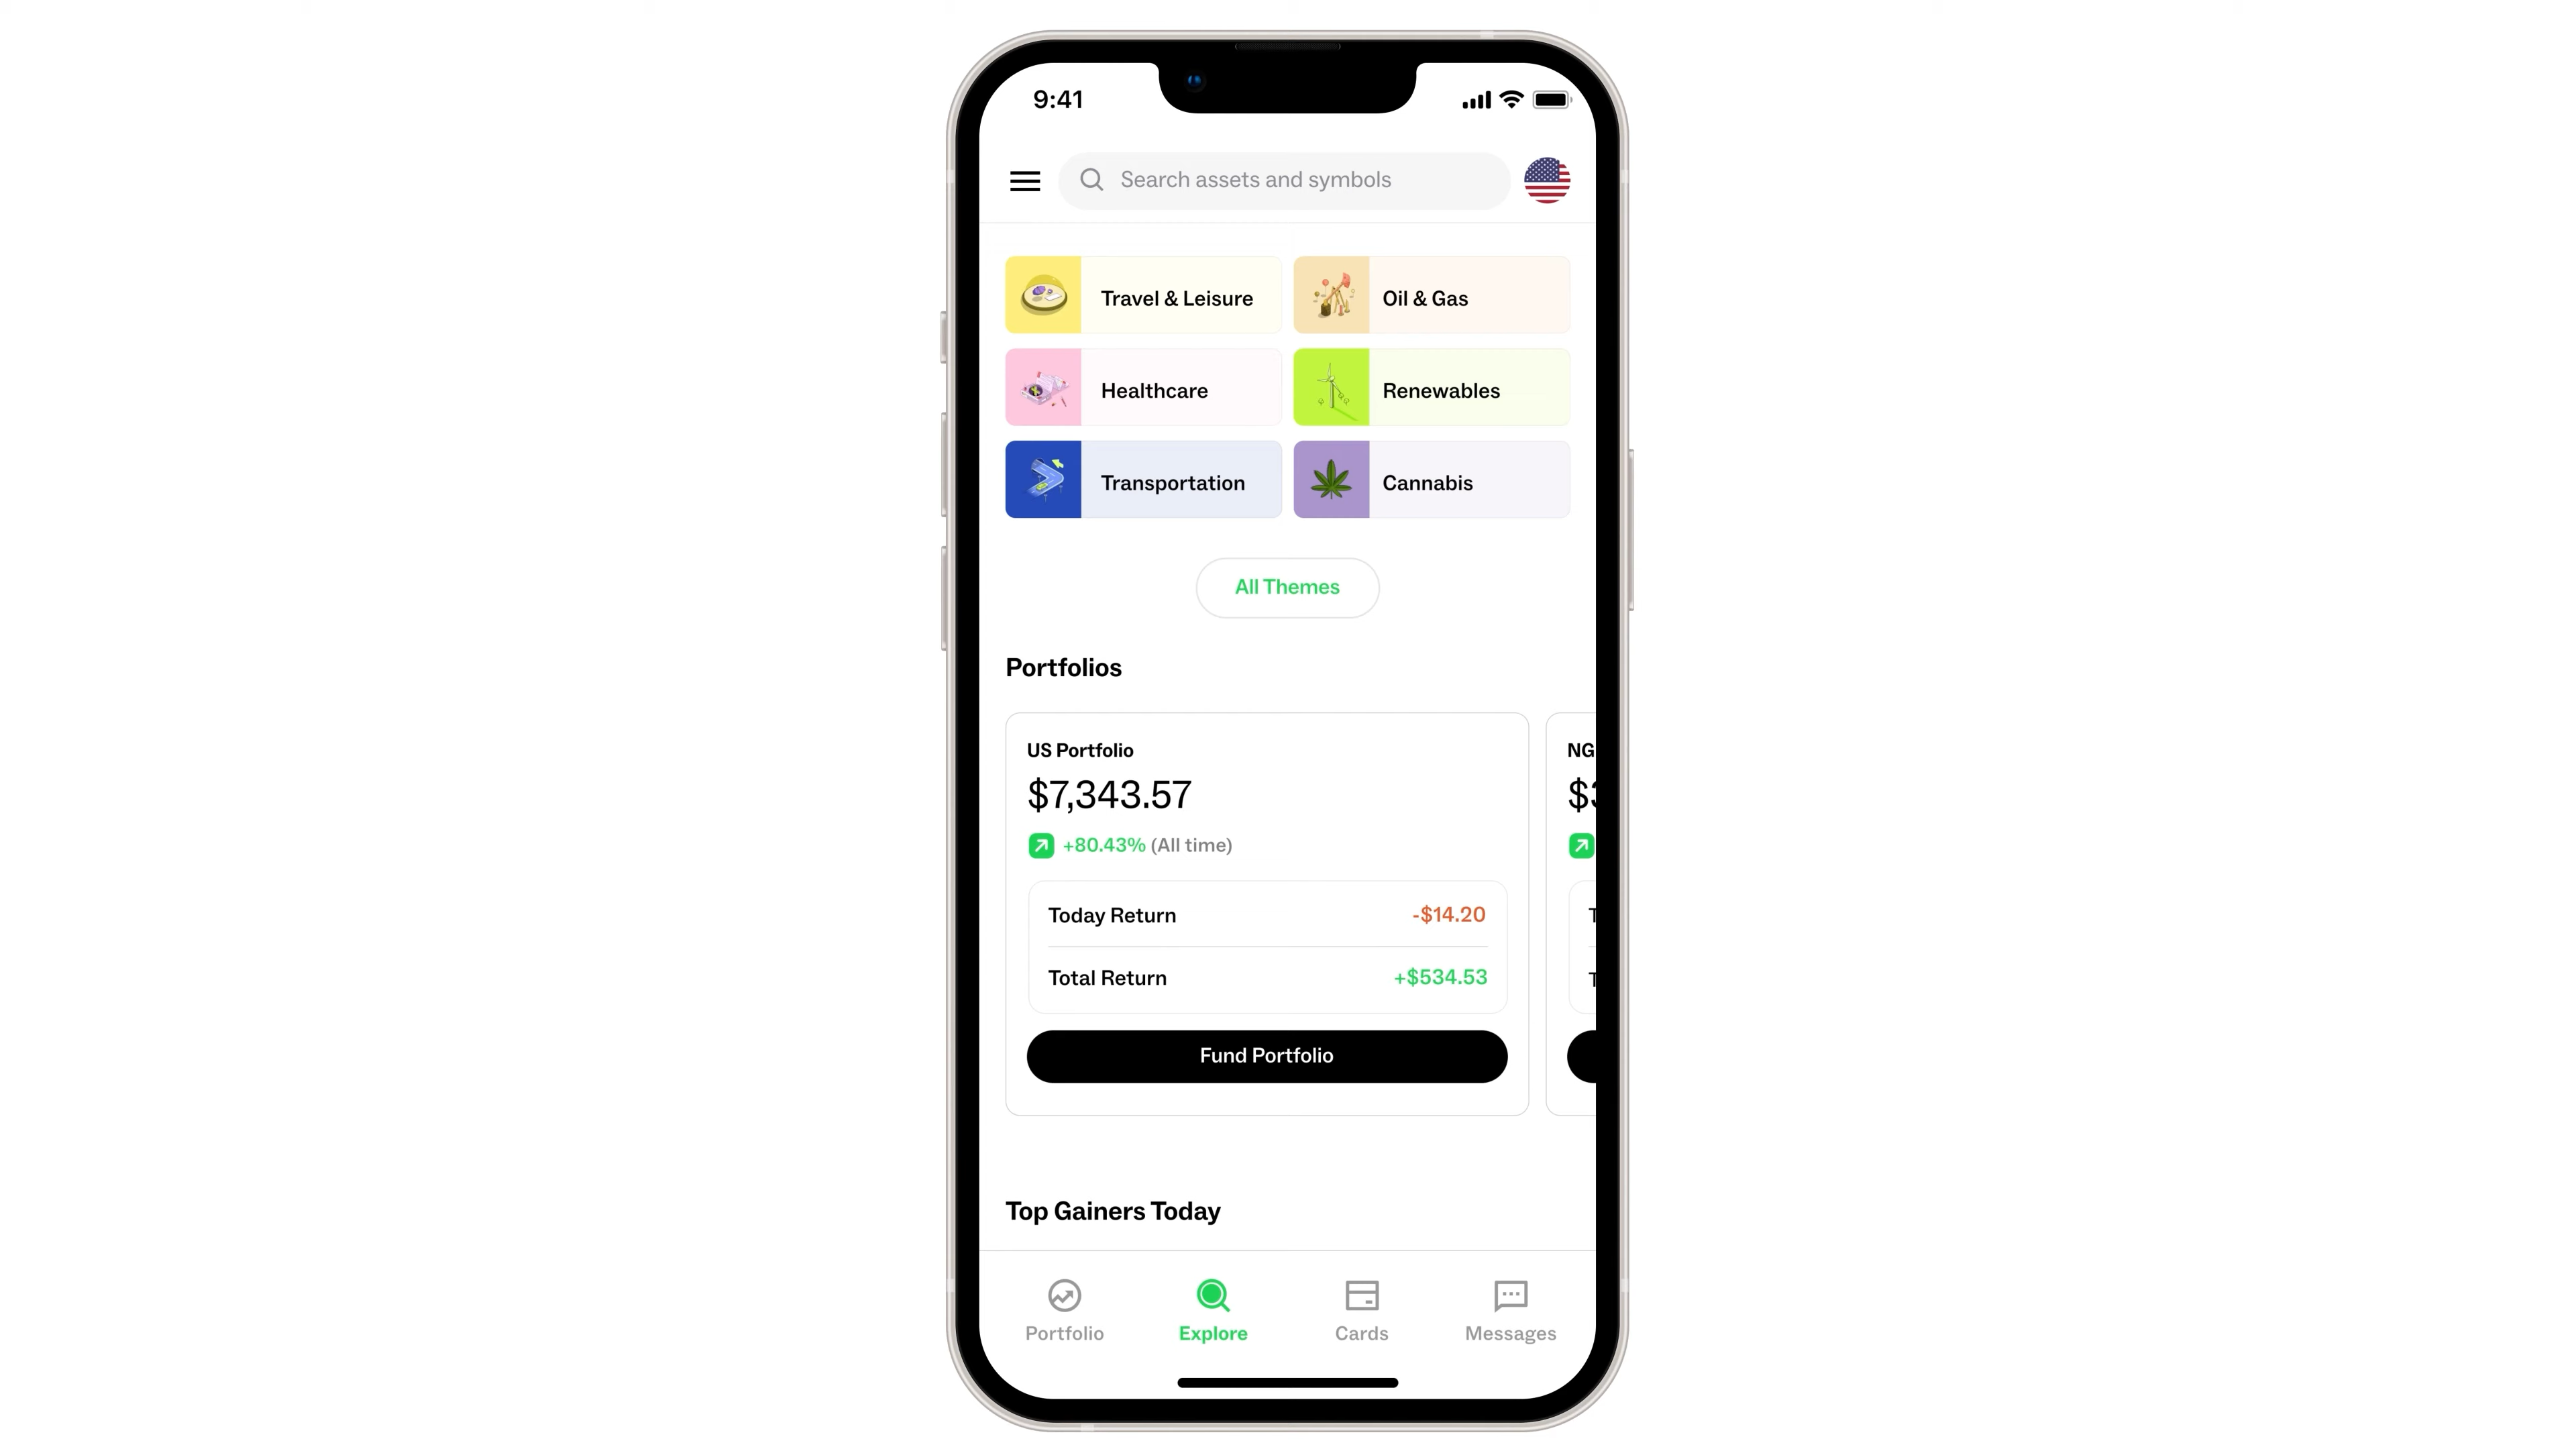 9:41
Search assets and symbols
Travel & Leisure
Oil & Gas
Healthcare
Renewables
Transportation
Cannabis
All Themes
Portfolios
US Portfolio
$7,343.57
+80.43% (All time)
Today Return
-$14.20
Total Return
+$534.53
Fund Portfolio
NG
Top Gainers Today
Portfolio
Explore
Cards
Messages